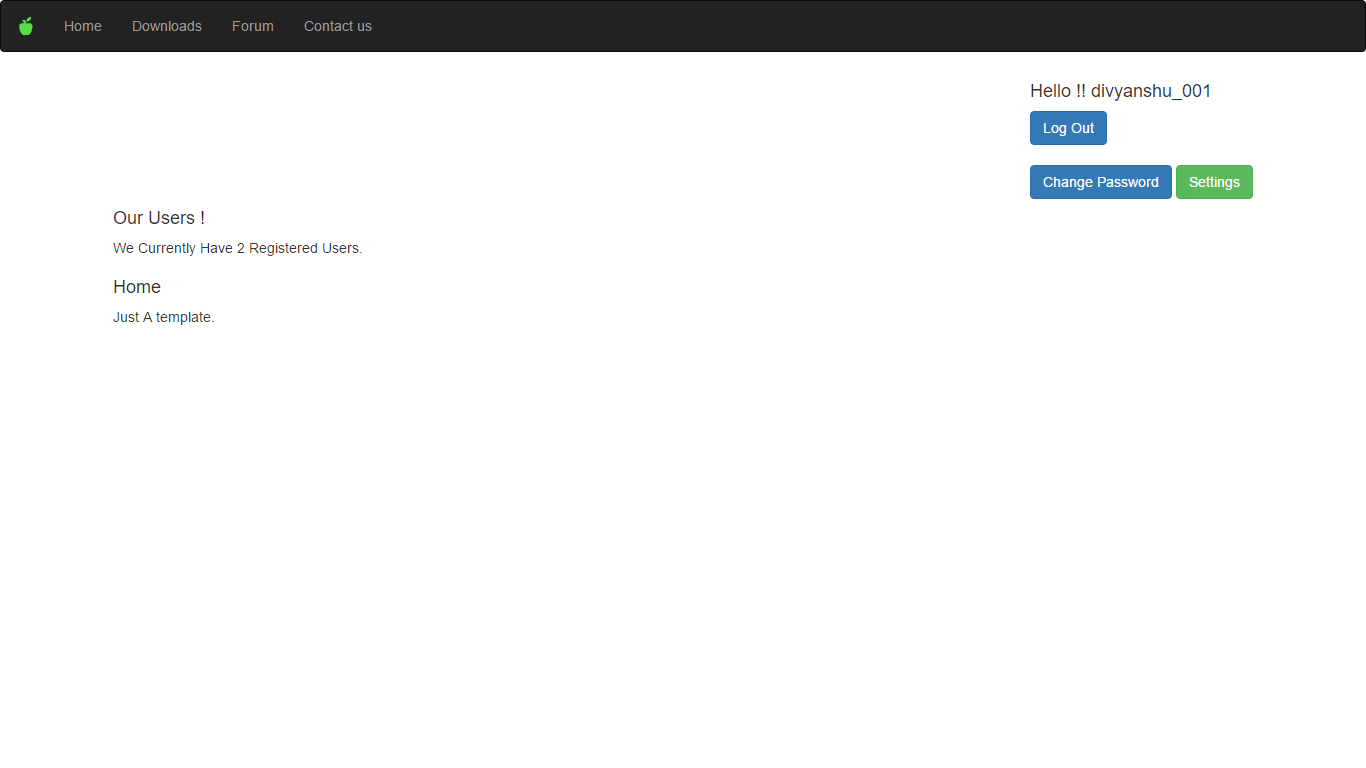 Home Downloads Forum Contact us
Hello !! divyanshu_001
Log Out
Change Password Settings
Our Users !
We Currently Have 2 Registered Users.
Home
Just A template.